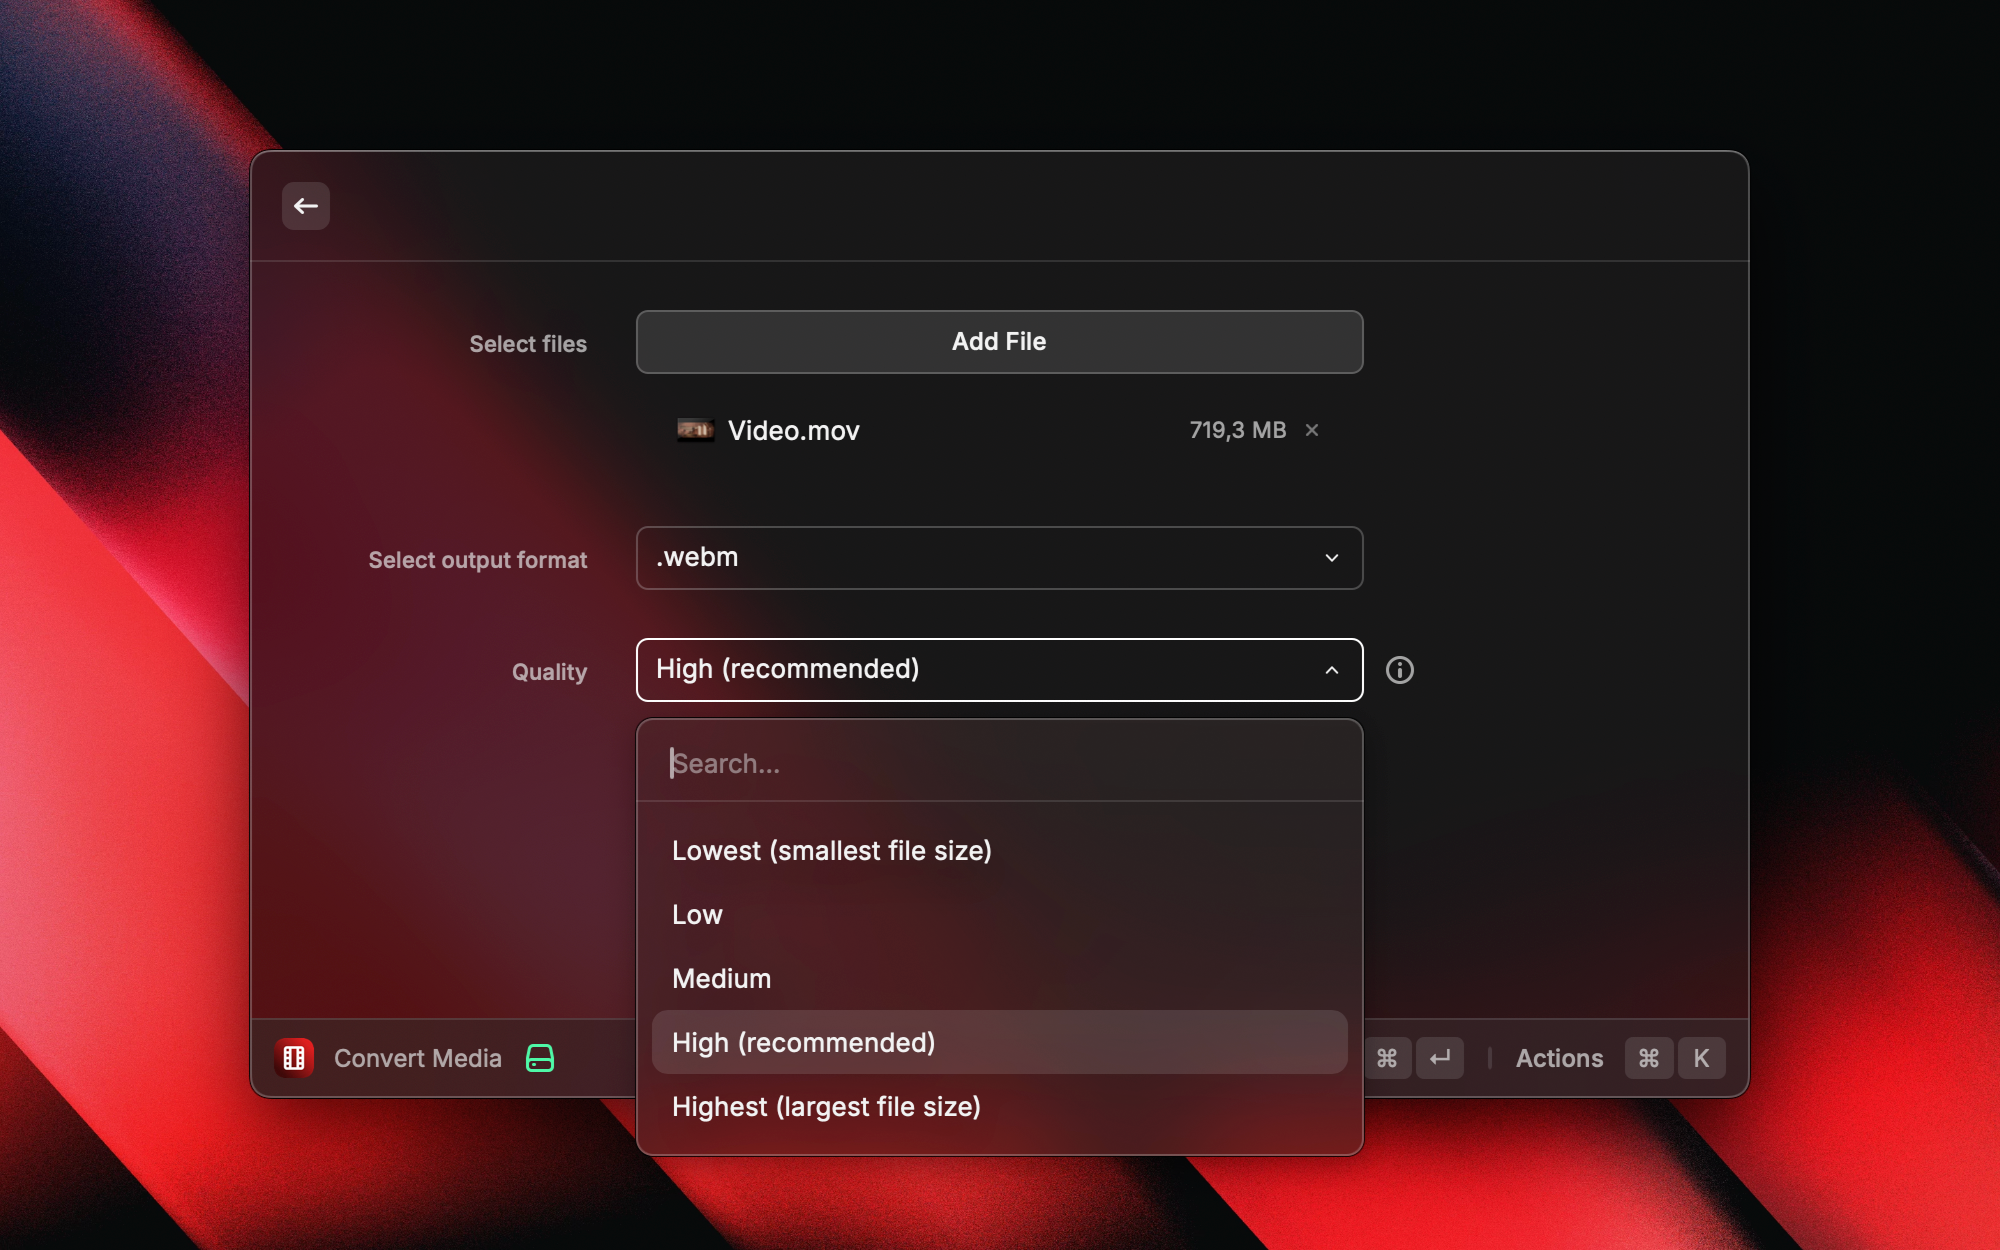 Select files
Add File
Video.mov
719,3 MB
Select output format
.webm
Quality
High (recommended)
Search...
Lowest (smallest file size)
Low
Medium
High (recommended)
Highest (largest file size)
Convert Media
⌘ ↵ Actions ⌘ K